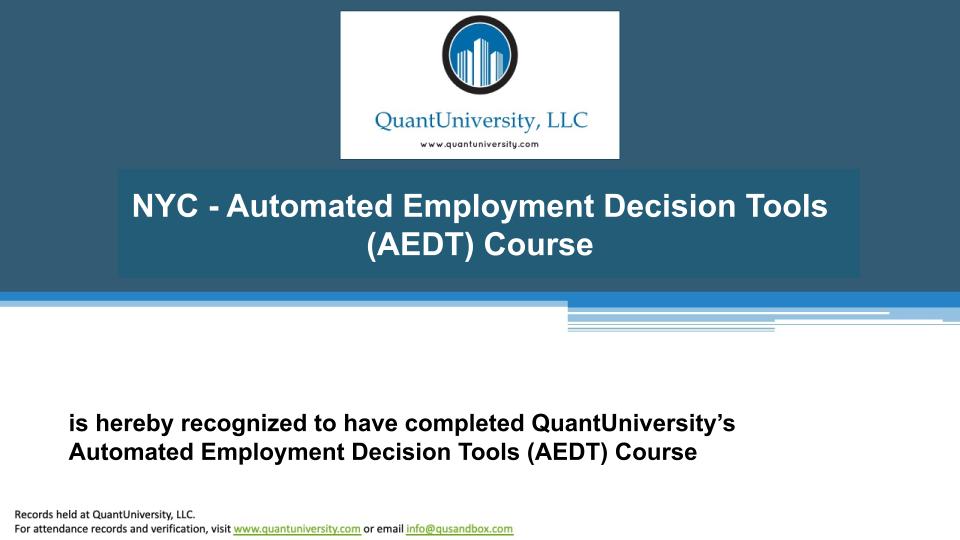 QuantUniversity, LLC
www.quantuniversity.com
NYC - Automated Employment Decision Tools
(AEDT) Course
is hereby recognized to have completed QuantUniversity’s
Automated Employment Decision Tools (AEDT) Course
Records held at QuantUniversity, LLC.
For attendance records and verification, visit www.quantuniversity.com or email info@qusandbox.com